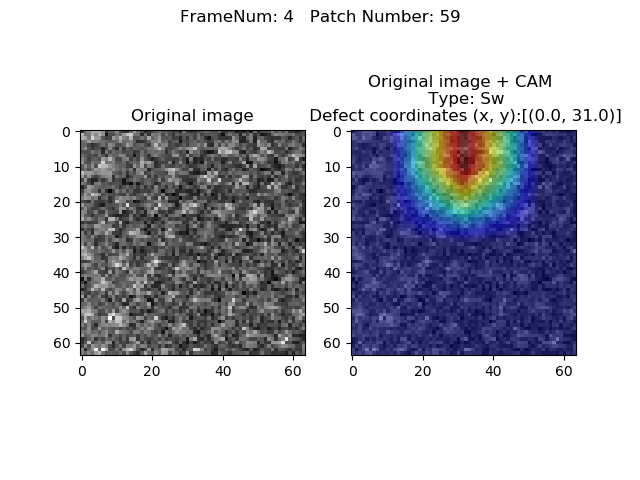 FrameNum: 4   Patch Number: 59
Original image
0
10
20
30
40
50
60
0 20 40 60
Original image + CAM
Type: Sw
Defect coordinates (x, y):[(0.0, 31.0)]
0
10
20
30
40
50
60
0 20 40 60